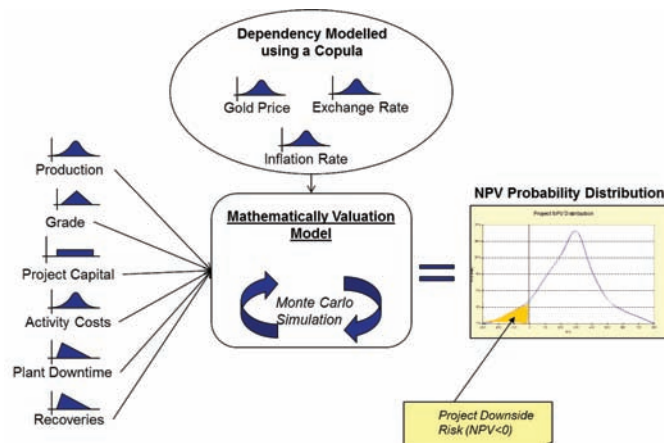 Dependency Modelled
using a Copula
Gold Price
Exchange Rate
Inflation Rate
Production
Grade
Project Capital
Activity Costs
Plant Downtime
Recoveries
Mathematically Valuation
Model
Monte Carlo
Simulation
NPV Probability Distribution
Project NPV Distribution
Project Downside
Risk (NPV<0)